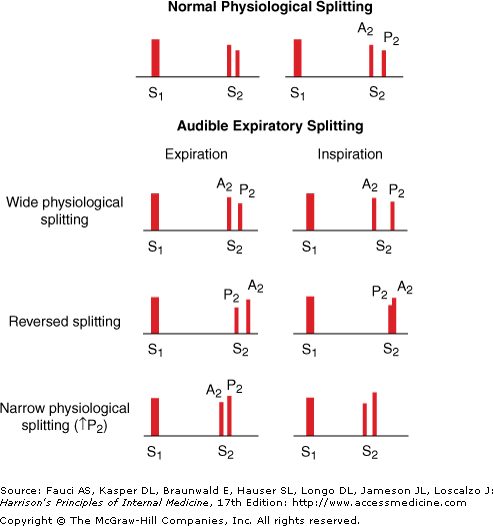 Normal Physiological Splitting
A2 P2
S1 S2 S1 S2
Audible Expiratory Splitting
Expiration Inspiration
A2 P2 A2 P2
Wide physiological
splitting
S1 S2 S1 S2
P2 A2 P2 A2
Reversed splitting
S1 S2 S1 S2
A2 P2
Narrow physiological
splitting (↑P2)
S1 S2 S1 S2
Source: Fauci AS, Kasper DL, Braunwald E, Hauser SL, Longo DL, Jameson JL, Loscalzo J:
Harrison's Principles of Internal Medicine, 17th Edition: http://www.accessmedicine.com
Copyright © The McGraw-Hill Companies, Inc. All rights reserved.